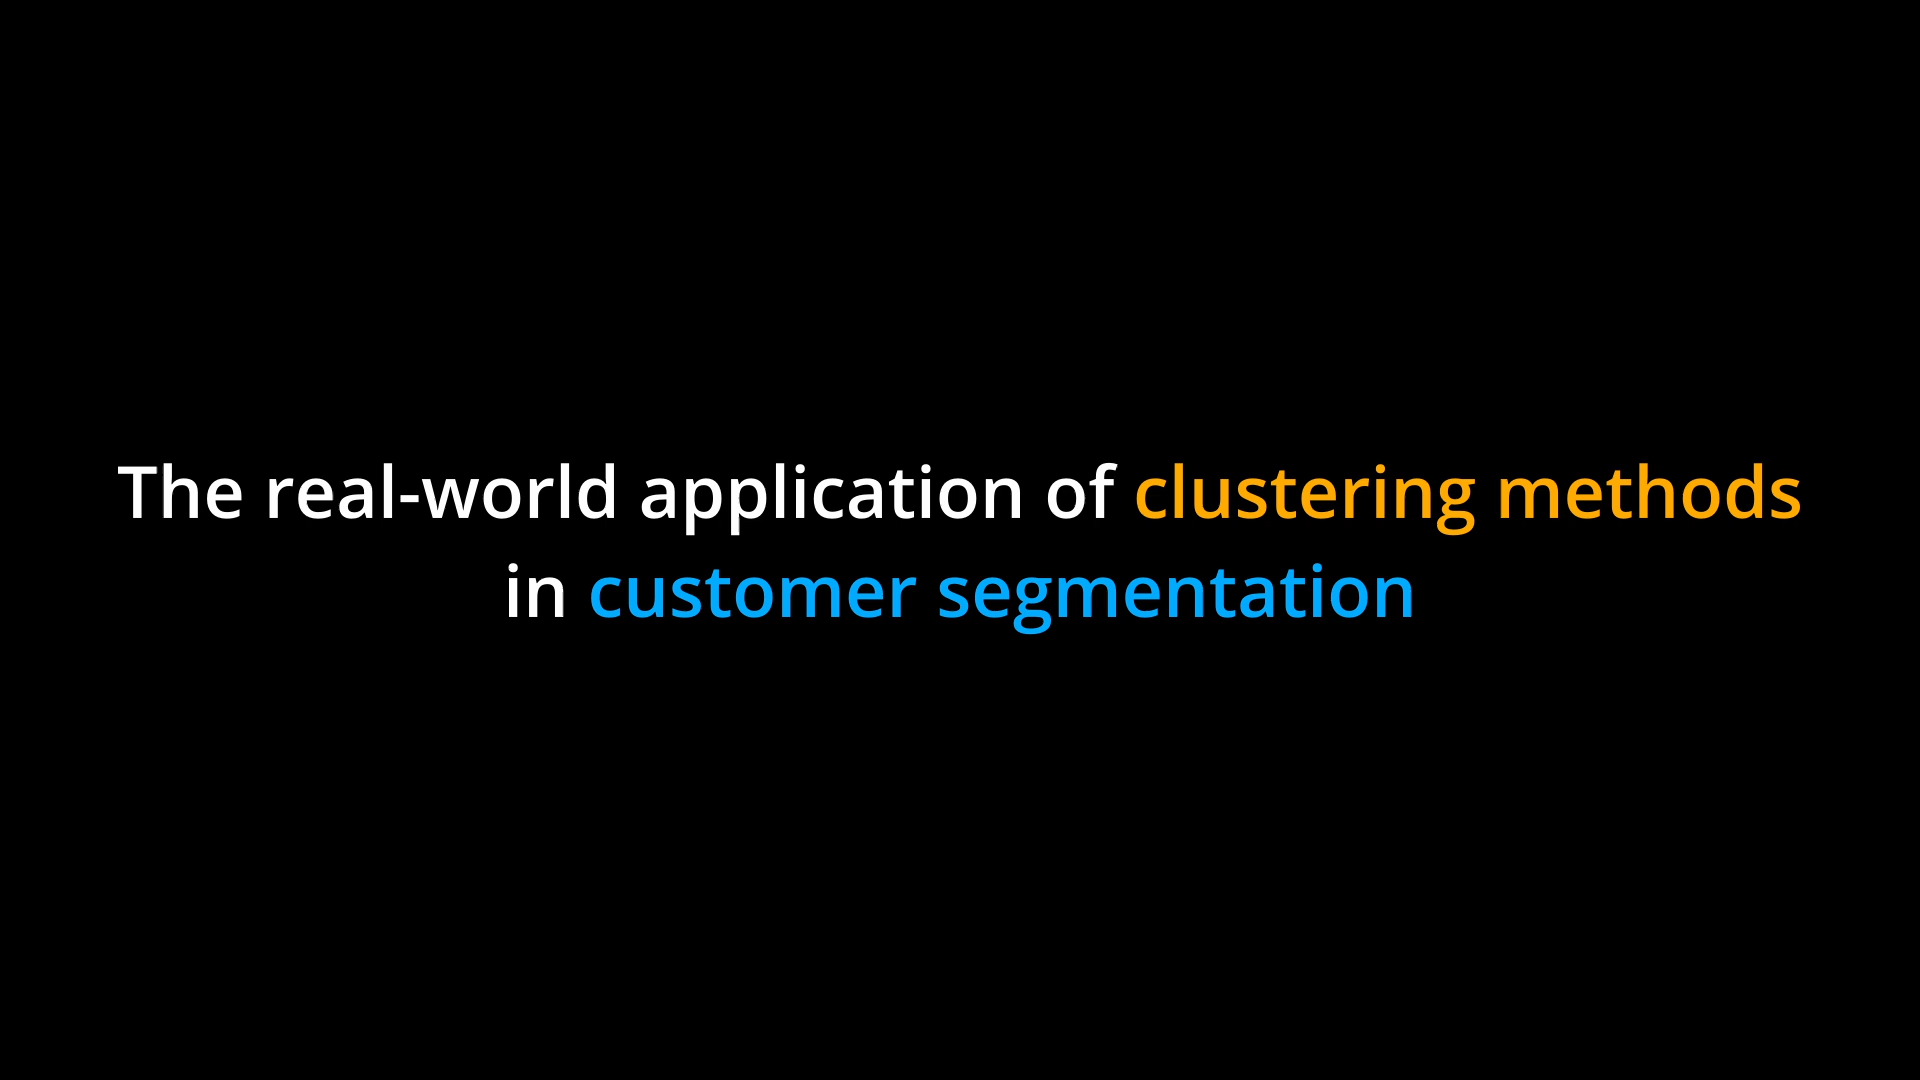 The real-world application of clustering methods
in customer segmentation